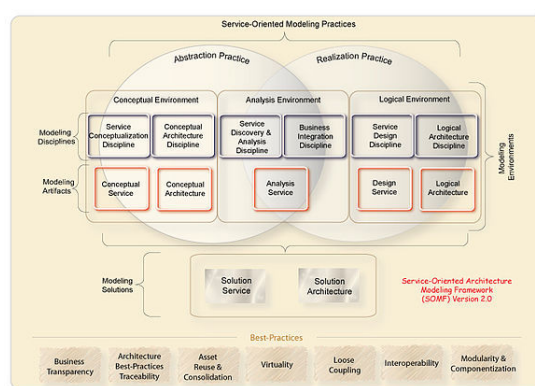 Service-Oriented Modeling Practices
Abstraction Practice
Realization Practice
Conceptual Environment
Analysis Environment
Logical Environment
Modeling
Disciplines
Service
Conceptualization
Discipline
Conceptual
Architecture
Discipline
Service
Discovery &
Analysis
Discipline
Business
Integration
Discipline
Service
Design
Discipline
Logical
Architecture
Discipline
Modeling
Environments
Modeling
Artifacts
Conceptual
Service
Conceptual
Architecture
Analysis
Service
Design
Service
Logical
Architecture
Modeling
Solutions
Solution
Service
Solution
Architecture
Service-Oriented Architecture
Modeling Framework
(SOMF) Version 2.0
Best-Practices
Business
Transparency
Architecture
Best-Practices
Traceability
Asset
Reuse &
Consolidation
Virtuality
Loose
Coupling
Interoperability
Modularity &
Componentization